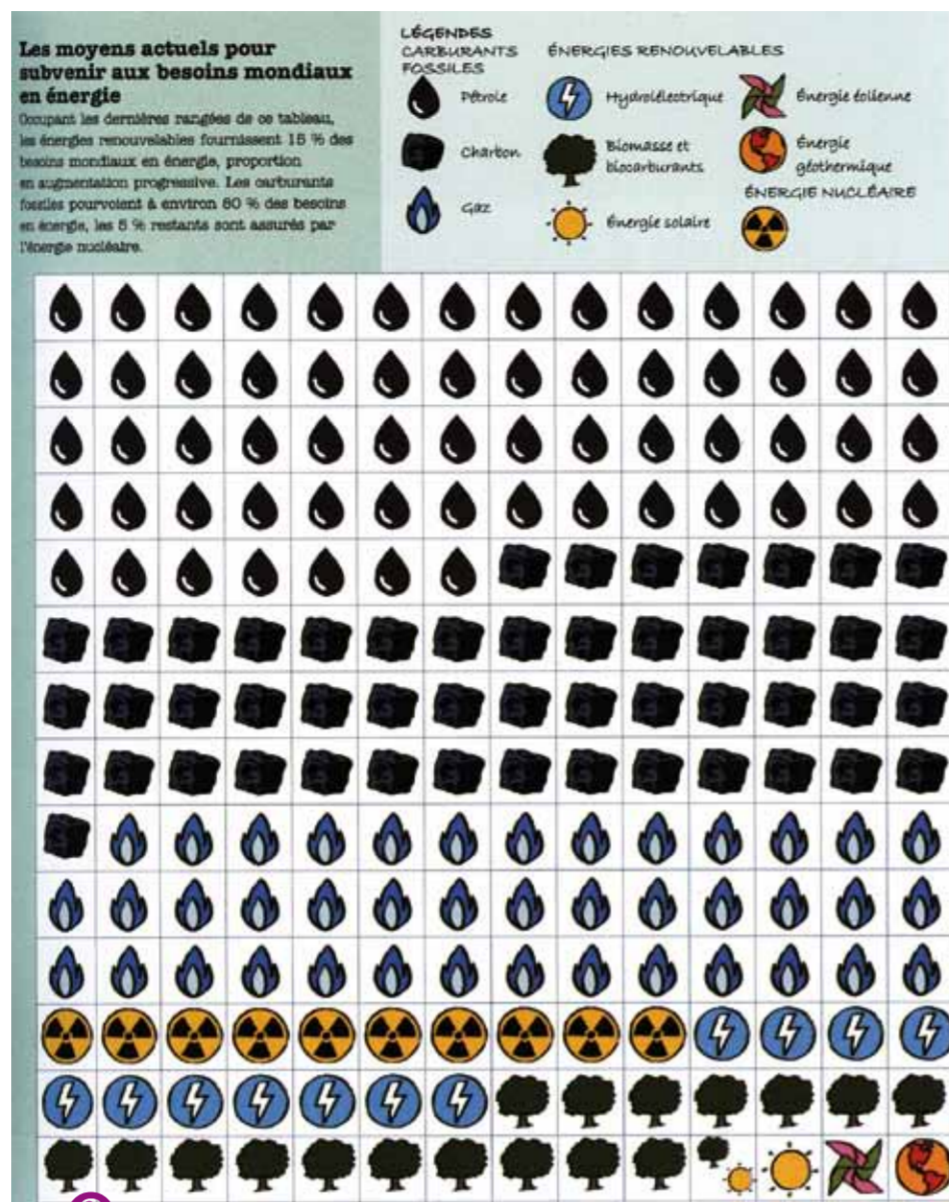 Les moyens actuels pour
subvenir aux besoins mondiaux
en énergie
Occupant les dernières rangées de ce tableau,
les énergies renouvelables fournissent 15 % des
besoins mondiaux en énergie, proportion
en augmentation progressive. Les carburants
fossiles pourvoient à environ 80 % des besoins
en énergie, les 5 % restants sont assurés par
l'énergie nucléaire.
LÉGENDES
CARBURANTS
FOSSILES
Pétrole
Charbon
Gaz
ÉNERGIES RENOUVELABLES
Hydroélectrique
Biomasse et
biocarburants
Énergie solaire
Énergie éolienne
Énergie
géothermique
ÉNERGIE NUCLÉAIRE